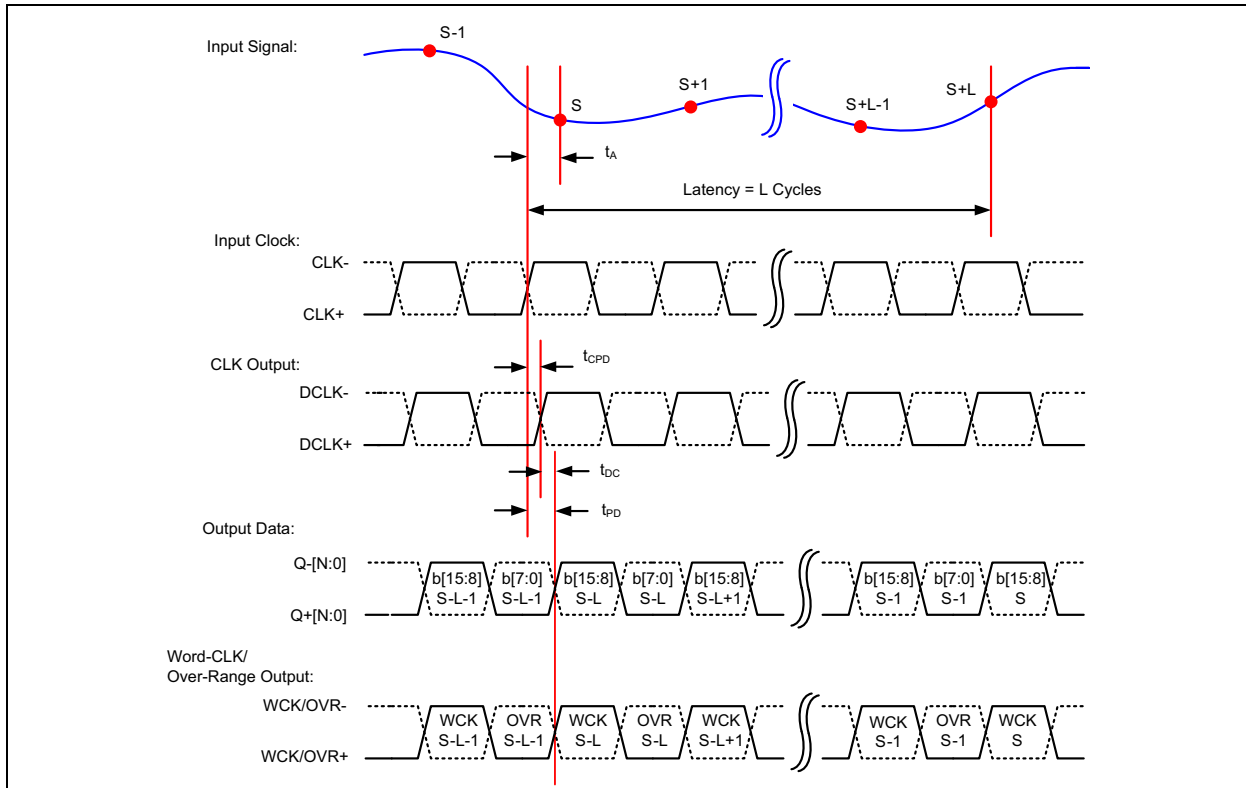 Input Signal:
S-1
S
S+1
S+L-1
S+L
tA
Latency = L Cycles
Input Clock:
CLK-
CLK+
CLK Output:
tCPD
DCLK-
DCLK+
tDC
tPD
Output Data:
Q-[N:0]
Q+[N:0]
b[15:8] b[7:0] b[15:8] b[7:0] b[15:8] b[15:8] b[7:0] b[15:8]
S-L-1 S-L-1 S-L S-L S-L+1 S-1 S-1 S
Word-CLK/
Over-Range Output:
WCK/OVR-
WCK/OVR+
WCK OVR WCK OVR WCK WCK OVR WCK
S-L-1 S-L-1 S-L S-L S-L+1 S-1 S-1 S